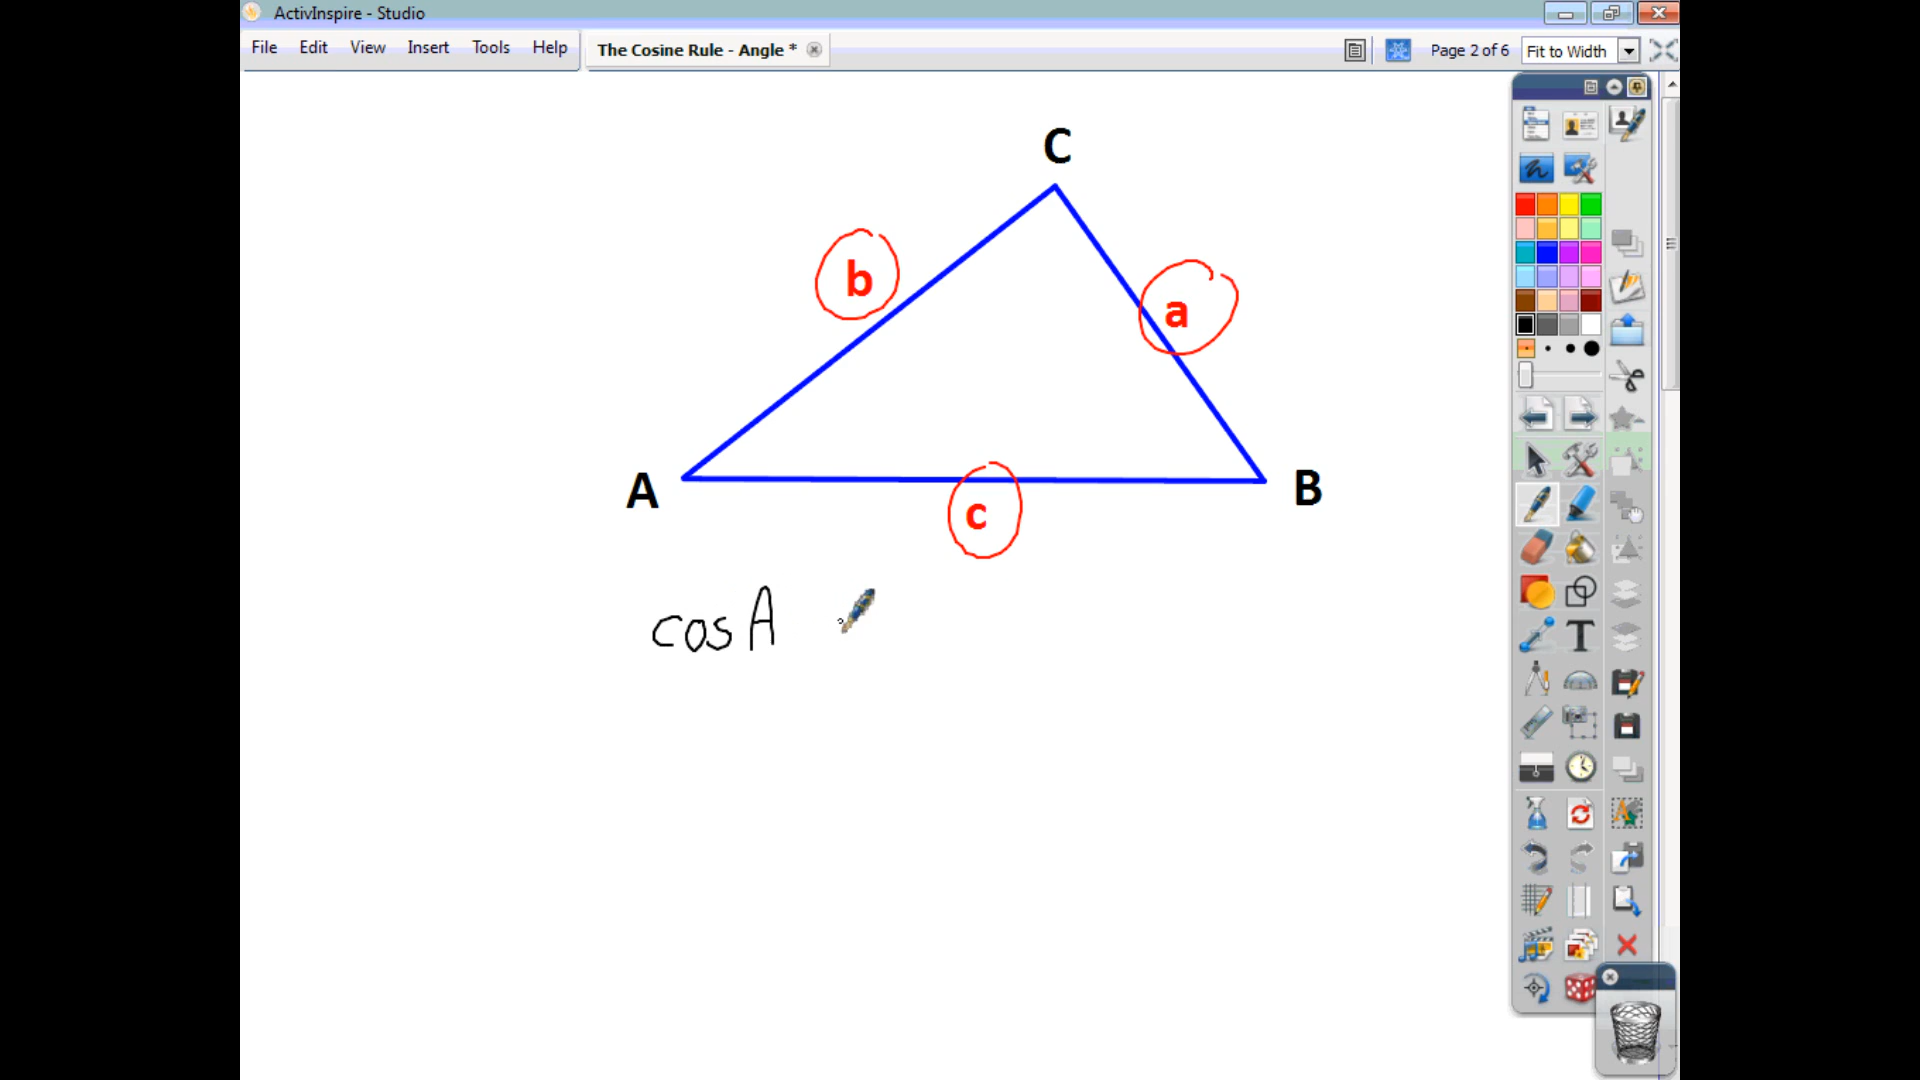 ActivInspire - Studio
File Edit View Insert Tools Help
The Cosine Rule - Angle *
Page 2 of 6
Fit to Width
C
b
a
A
B
c
cos A